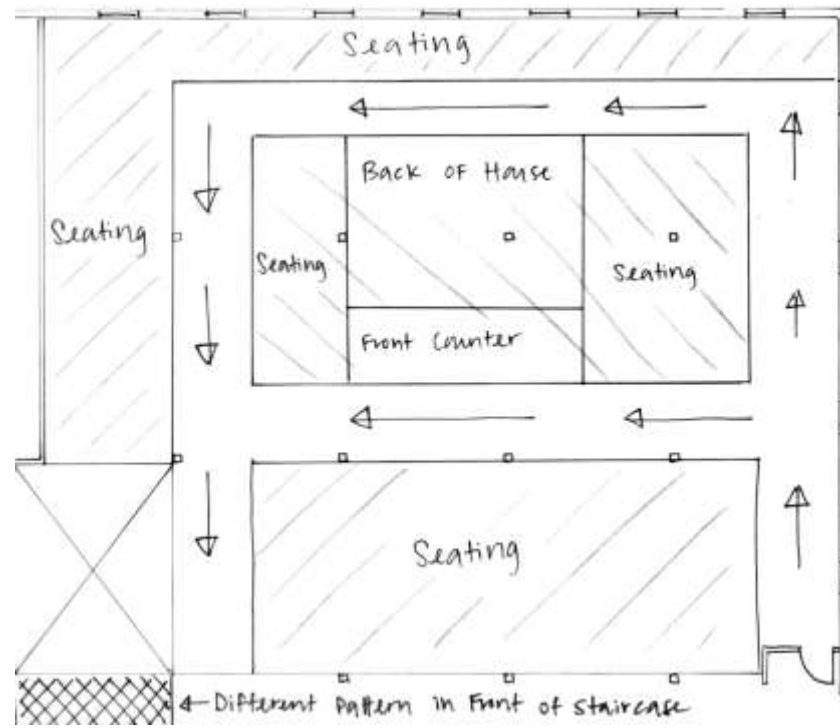 Seating
Back of House
Seating
Seating
Seating
Front Counter
Seating
Different pattern in Front of staircase